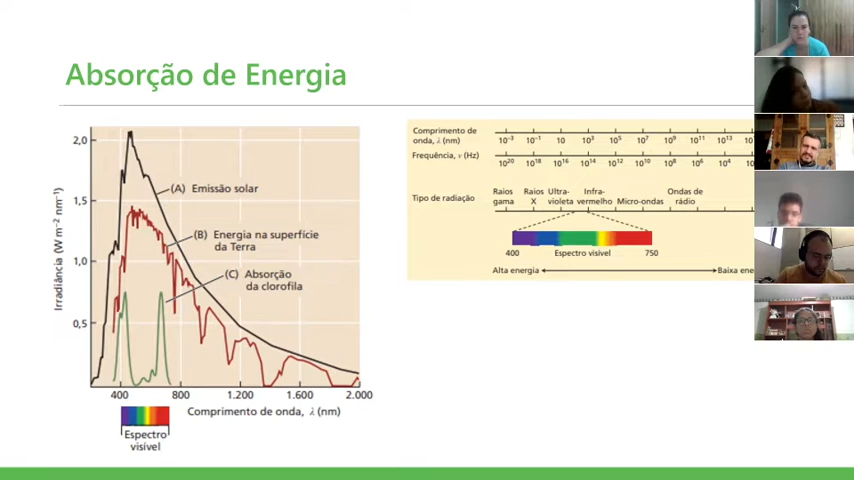 Absorção de Energia
2,0
1,5
1,0
0,5
Irradiância (W m⁻² nm⁻¹)
(A) Emissão solar
(B) Energia na superfície
da Terra
(C) Absorção
da clorofila
400 800 1.200 1.600 2.000
Comprimento de onda, λ (nm)
Espectro
visível
Comprimento de
onda, λ (nm)
10⁻³ 10⁻¹ 10 10³ 10⁵ 10⁷ 10⁹ 10¹¹ 10¹³
Frequência, ν (Hz)
10²⁰ 10¹⁸ 10¹⁶ 10¹⁴ 10¹² 10¹⁰ 10⁸ 10⁶ 10⁴
Tipo de radiação
Raios
gama
Raios
X
Ultra-
violeta
Infra-
vermelho
Micro-ondas
Ondas de
rádio
400 Espectro visível 750
Alta energia Baixa ene